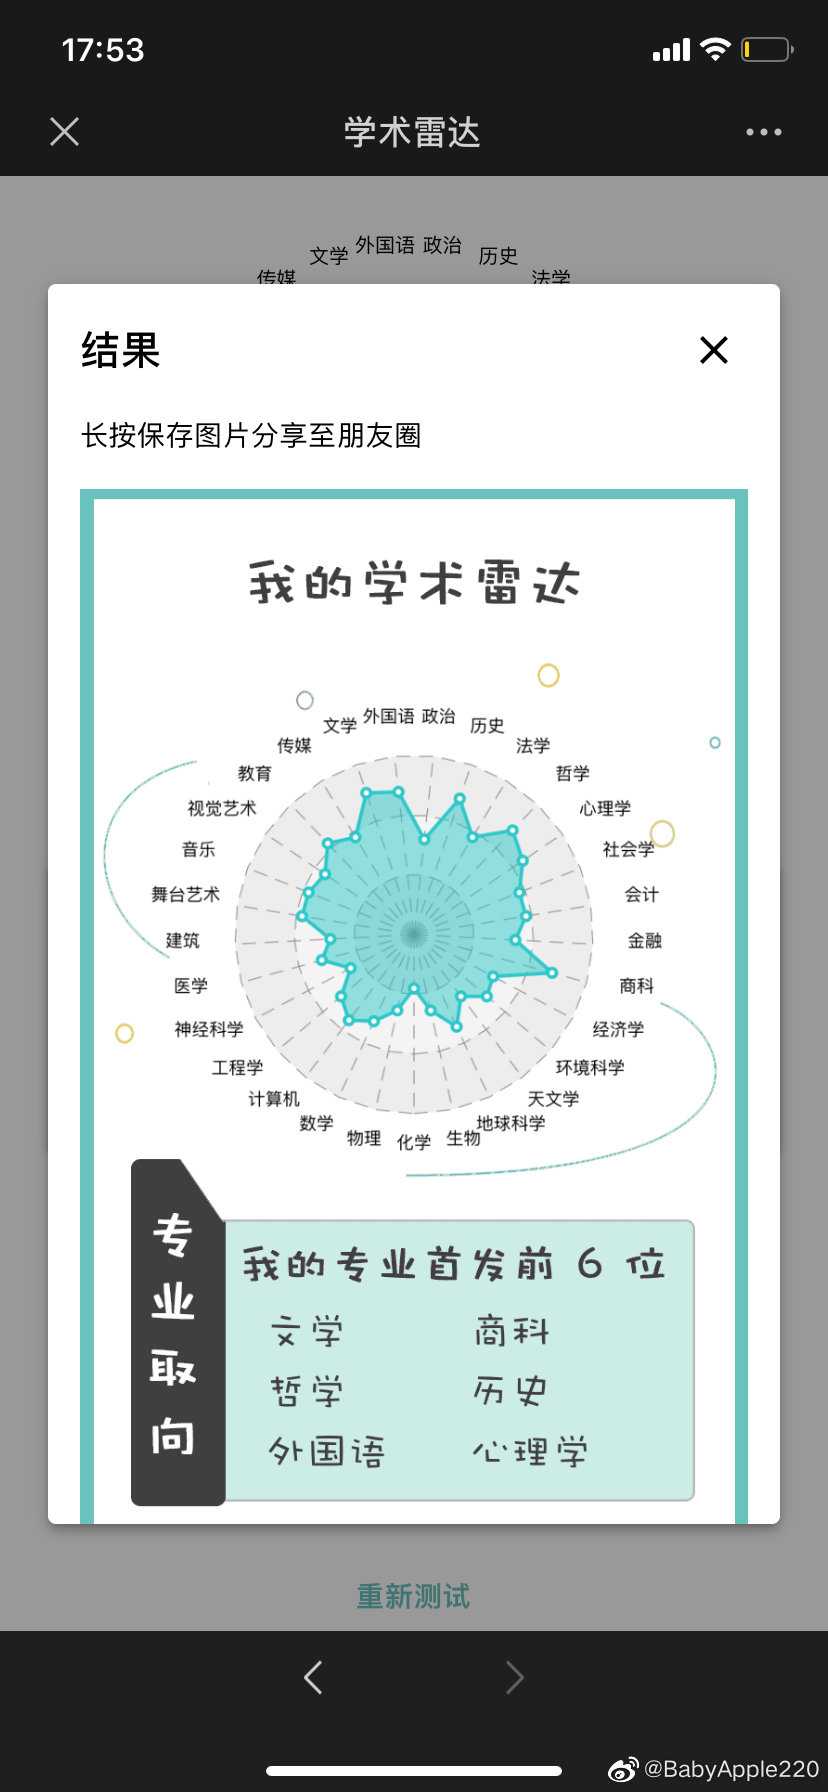 17:53
学术雷达
外国语 政治
文学 历史
传媒 法学
结果
长按保存图片分享至朋友圈
我的学术雷达
外国语 政治
文学 历史
传媒 法学
教育 哲学
视觉艺术 心理学
音乐 社会学
舞台艺术 会计
建筑 金融
医学 商科
神经科学 经济学
工程学 环境科学
计算机 天文学
数学 地球科学
物理 化学 生物
专业取向
我的专业首发前 6 位
文学 商科
哲学 历史
外国语 心理学
重新测试
@BabyApple220